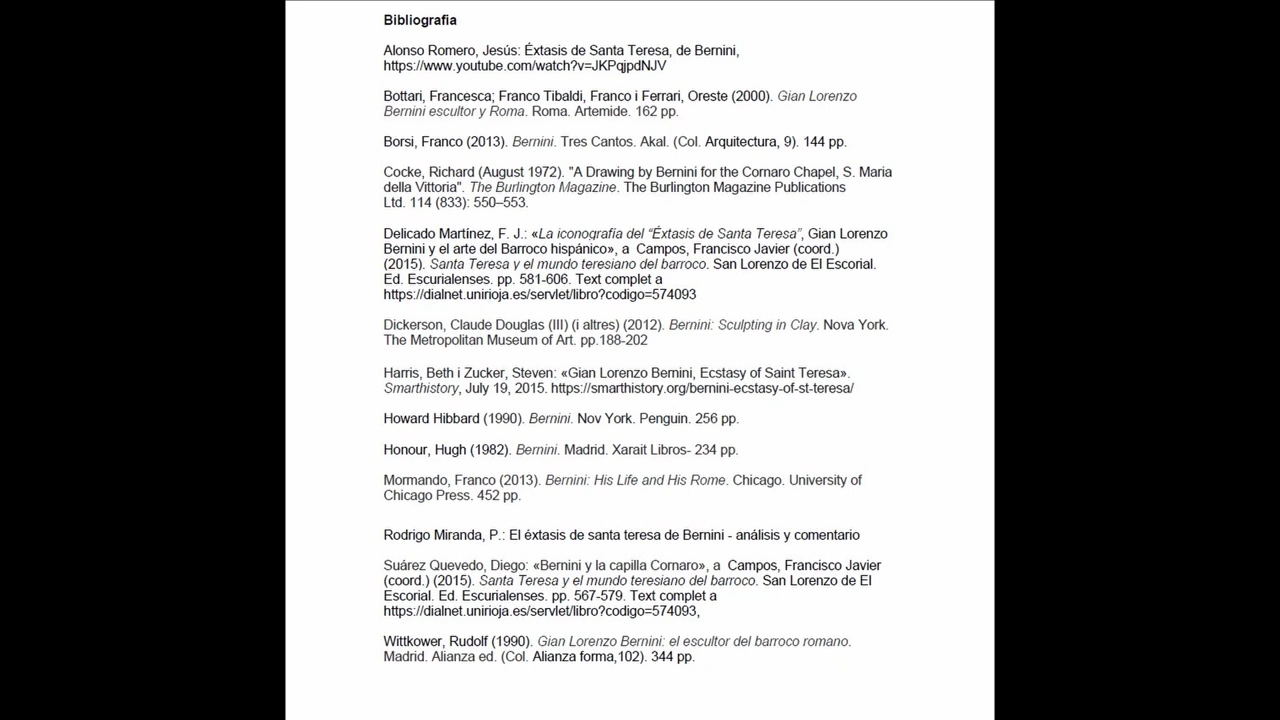 Bibliografia
Alonso Romero, Jesús: Éxtasis de Santa Teresa, de Bernini,
https://www.youtube.com/watch?v=JKPqjpdNJV
Bottari, Francesca; Franco Tibaldi, Franco i Ferrari, Oreste (2000). Gian Lorenzo
Bernini escultor y Roma. Roma. Artemide. 162 pp.
Borsi, Franco (2013). Bernini. Tres Cantos. Akal. (Col. Arquitectura, 9). 144 pp.
Cocke, Richard (August 1972). "A Drawing by Bernini for the Cornaro Chapel, S. Maria
della Vittoria". The Burlington Magazine. The Burlington Magazine Publications
Ltd. 114 (833): 550–553.
Delicado Martínez, F. J.: «La iconografía del “Éxtasis de Santa Teresa”, Gian Lorenzo
Bernini y el arte del Barroco hispánico», a Campos, Francisco Javier (coord.)
(2015). Santa Teresa y el mundo teresiano del barroco. San Lorenzo de El Escorial.
Ed. Escurialenses. pp. 581-606. Text complet a
https://dialnet.unirioja.es/servlet/libro?codigo=574093
Dickerson, Claude Douglas (III) (i altres) (2012). Bernini: Sculpting in Clay. Nova York.
The Metropolitan Museum of Art. pp.188-202
Harris, Beth i Zucker, Steven: «Gian Lorenzo Bernini, Ecstasy of Saint Teresa».
Smarthistory, July 19, 2015. https://smarthistory.org/bernini-ecstasy-of-st-teresa/
Howard Hibbard (1990). Bernini. Nov York. Penguin. 256 pp.
Honour, Hugh (1982). Bernini. Madrid. Xarait Libros- 234 pp.
Mormando, Franco (2013). Bernini: His Life and His Rome. Chicago. University of
Chicago Press. 452 pp.
Rodrigo Miranda, P.: El éxtasis de santa teresa de Bernini - análisis y comentario
Suárez Quevedo, Diego: «Bernini y la capilla Cornaro», a Campos, Francisco Javier
(coord.) (2015). Santa Teresa y el mundo teresiano del barroco. San Lorenzo de El
Escorial. Ed. Escurialenses. pp. 567-579. Text complet a
https://dialnet.unirioja.es/servlet/libro?codigo=574093,
Wittkower, Rudolf (1990). Gian Lorenzo Bernini: el escultor del barroco romano.
Madrid. Alianza ed. (Col. Alianza forma,102). 344 pp.